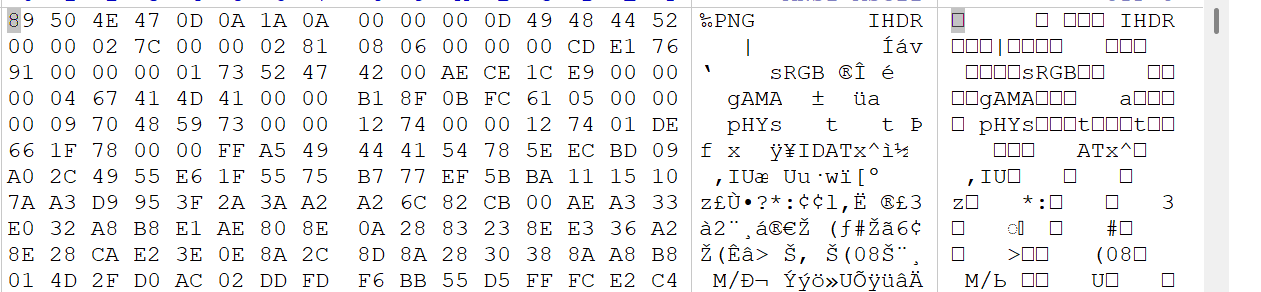 89 50 4E 47 0D 0A 1A 0A 00 00 00 0D 49 48 44 52 ‰PNG IHDR □ □ □□□ IHDR
00 00 02 7C 00 00 02 81 08 06 00 00 00 CD E1 76 | Íáv □□□|□□□□ □□□
91 00 00 00 01 73 52 47 42 00 AE CE 1C E9 00 00 ‘ sRGB ®Î é □□□□sRGB□□ □□
00 04 67 41 4D 41 00 00 B1 8F 0B FC 61 05 00 00 gAMA ± üa □□gAMA□□□ a□□□
00 09 70 48 59 73 00 00 12 74 00 00 12 74 01 DE pHYs t t Þ □ pHYs□□□t□□□t□□
66 1F 78 00 00 FF A5 49 44 41 54 78 5E EC BD 09 f x ÿ¥IDATx^ì½ □□□ ATx^□
A0 2C 49 55 E6 1F 55 75 B7 77 EF 5B BA 11 15 10 ,IUæ Uu·wï[º ,IU□ □ □
7A A3 D9 95 3F 2A 3A A2 A2 6C 82 CB 00 AE A3 33 z£Ù•?*:¢¢l‚Ë ®£3 z□ *:□ □ 3
E0 32 A8 B8 E1 AE 80 8E 0A 28 83 23 8E E3 36 A2 à2¨¸á®€Ž (ƒ#Žã6¢ □ □ #□
8E 28 CA E2 3E 0E 8A 2C 8D 8A 28 30 38 8A A8 B8 Ž(Êâ> Š, Š(08Š¨¸ □ >□□ (08□
01 4D 2F D0 AC 02 DD FD F6 BB 55 D5 FF FC E2 C4 M/Ð¬ Ýýö»UÕÿüâÄ M/Ь □□ U□ □